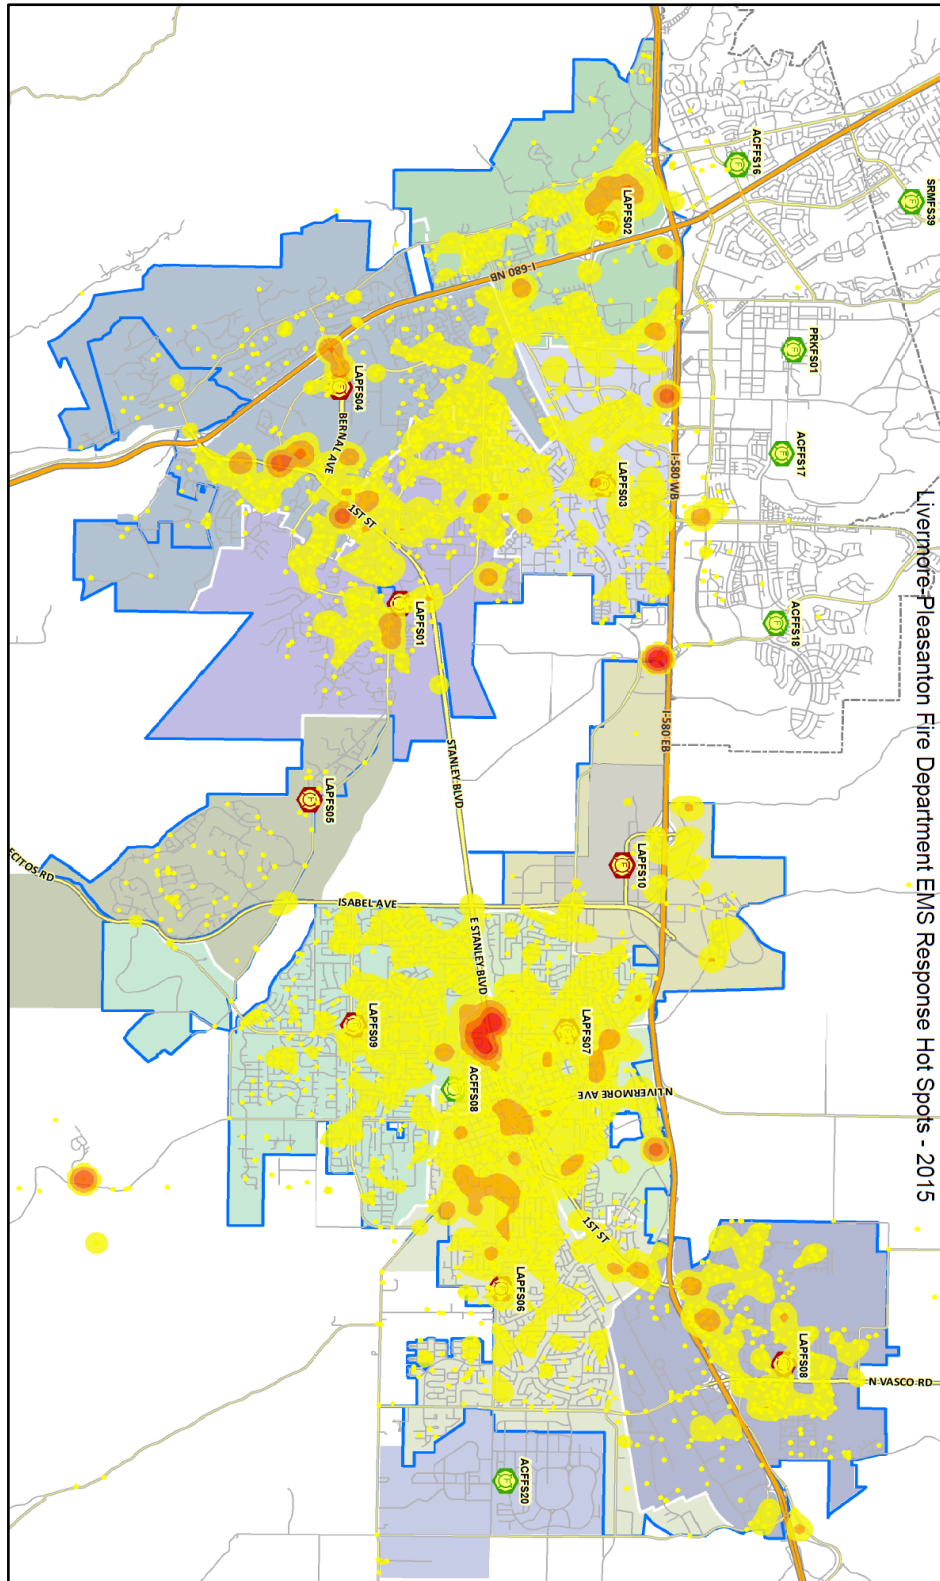 Livermore-Pleasanton Fire Department EMS Response Hot Spots - 2015
SRMFS39
ACFFS16
PRKFS01
ACFFS17
ACFFS18
LAPFS02
I-680 NB
LAPFS03
I-580 WB
LAPFS04
BERNAL AVE
1ST ST
LAPFS01
I-580 EB
STANLEY BLVD
LAPFS05
LAPFS10
ECITOS RD
ISABEL AVE
E STANLEY BLVD
LAPFS07
LAPFS09
ACFFS08
N LIVERMORE AVE
1ST ST
LAPFS06
LAPFS08
N VASCO RD
ACFFS20